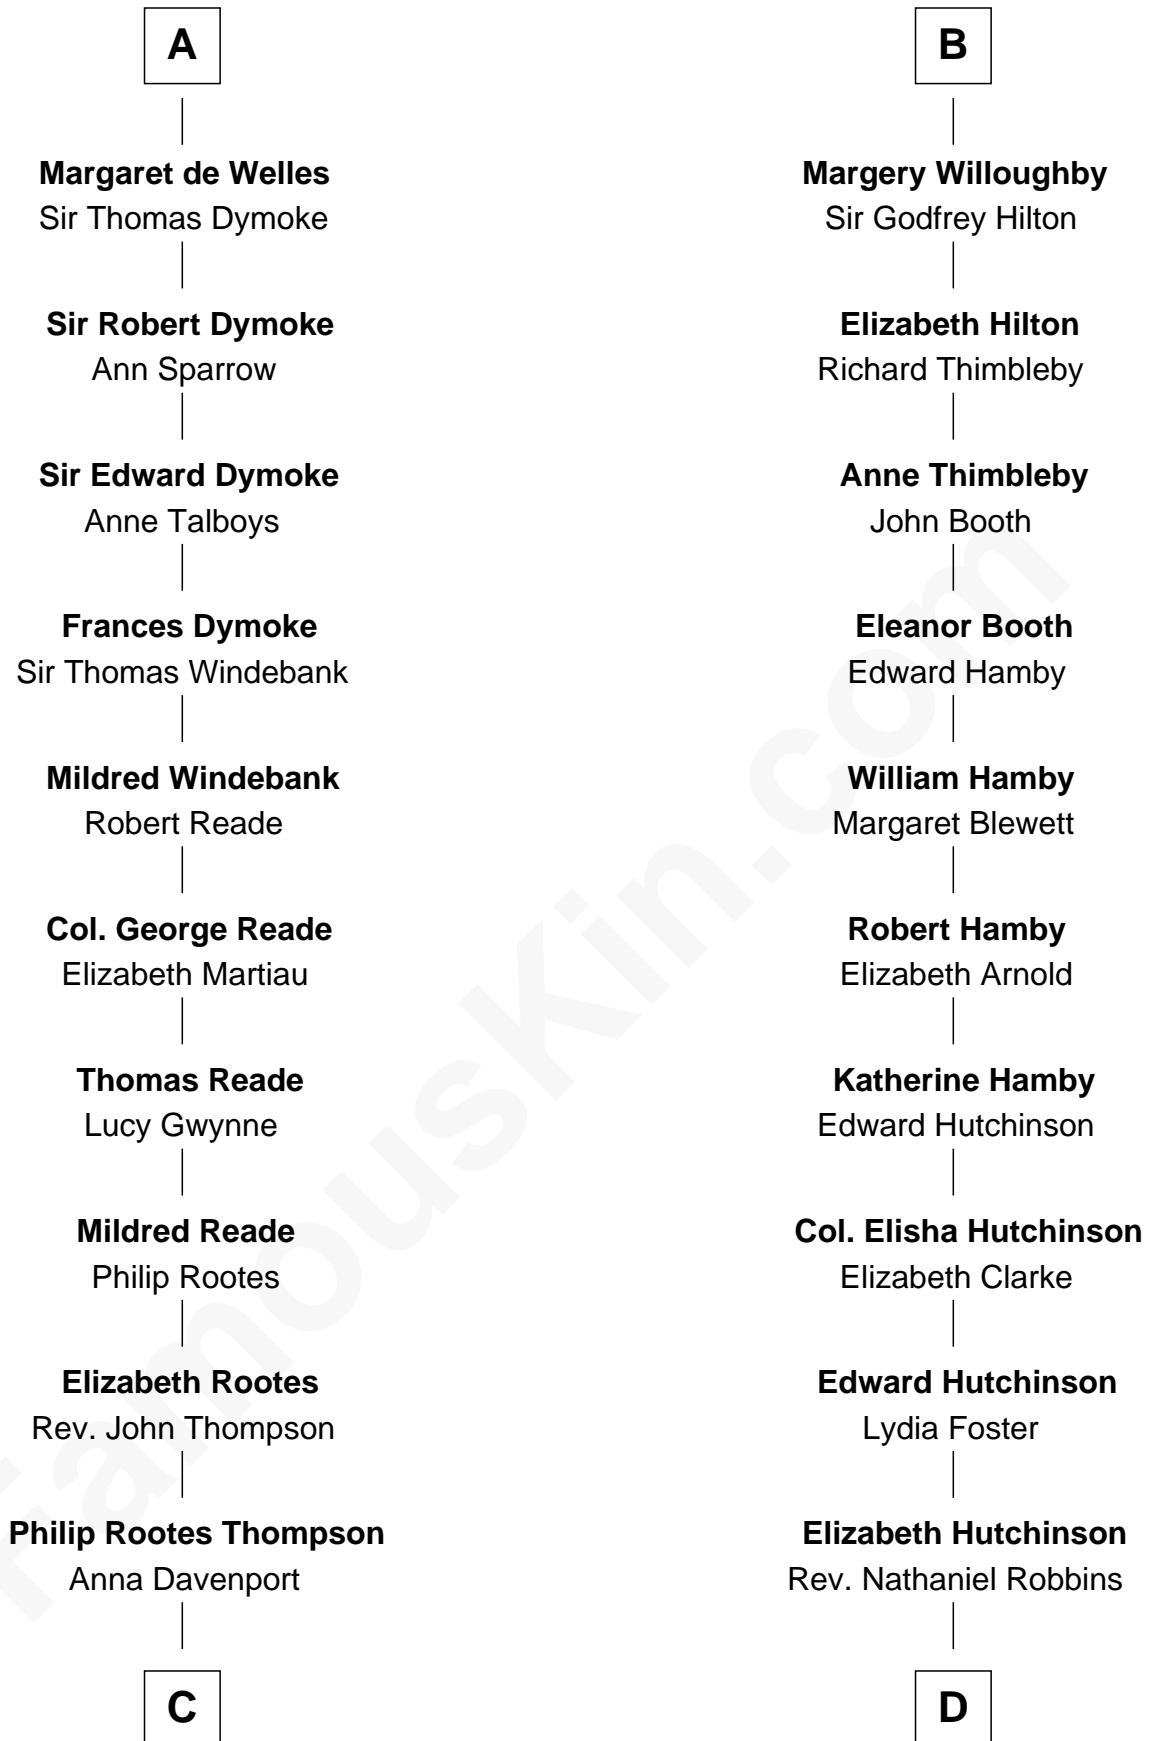 A
Margaret de Welles
Sir Thomas Dymoke
Sir Robert Dymoke
Ann Sparrow
Sir Edward Dymoke
Anne Talboys
Frances Dymoke
Sir Thomas Windebank
Mildred Windebank
Robert Reade
Col. George Reade
Elizabeth Martiau
Thomas Reade
Lucy Gwynne
Mildred Reade
Philip Rootes
Elizabeth Rootes
Rev. John Thompson
Philip Rootes Thompson
Anna Davenport
C
B
Margery Willoughby
Sir Godfrey Hilton
Elizabeth Hilton
Richard Thimbleby
Anne Thimbleby
John Booth
Eleanor Booth
Edward Hamby
William Hamby
Margaret Blewett
Robert Hamby
Elizabeth Arnold
Katherine Hamby
Edward Hutchinson
Col. Elisha Hutchinson
Elizabeth Clarke
Edward Hutchinson
Lydia Foster
Elizabeth Hutchinson
Rev. Nathaniel Robbins
D
FamousKin.com